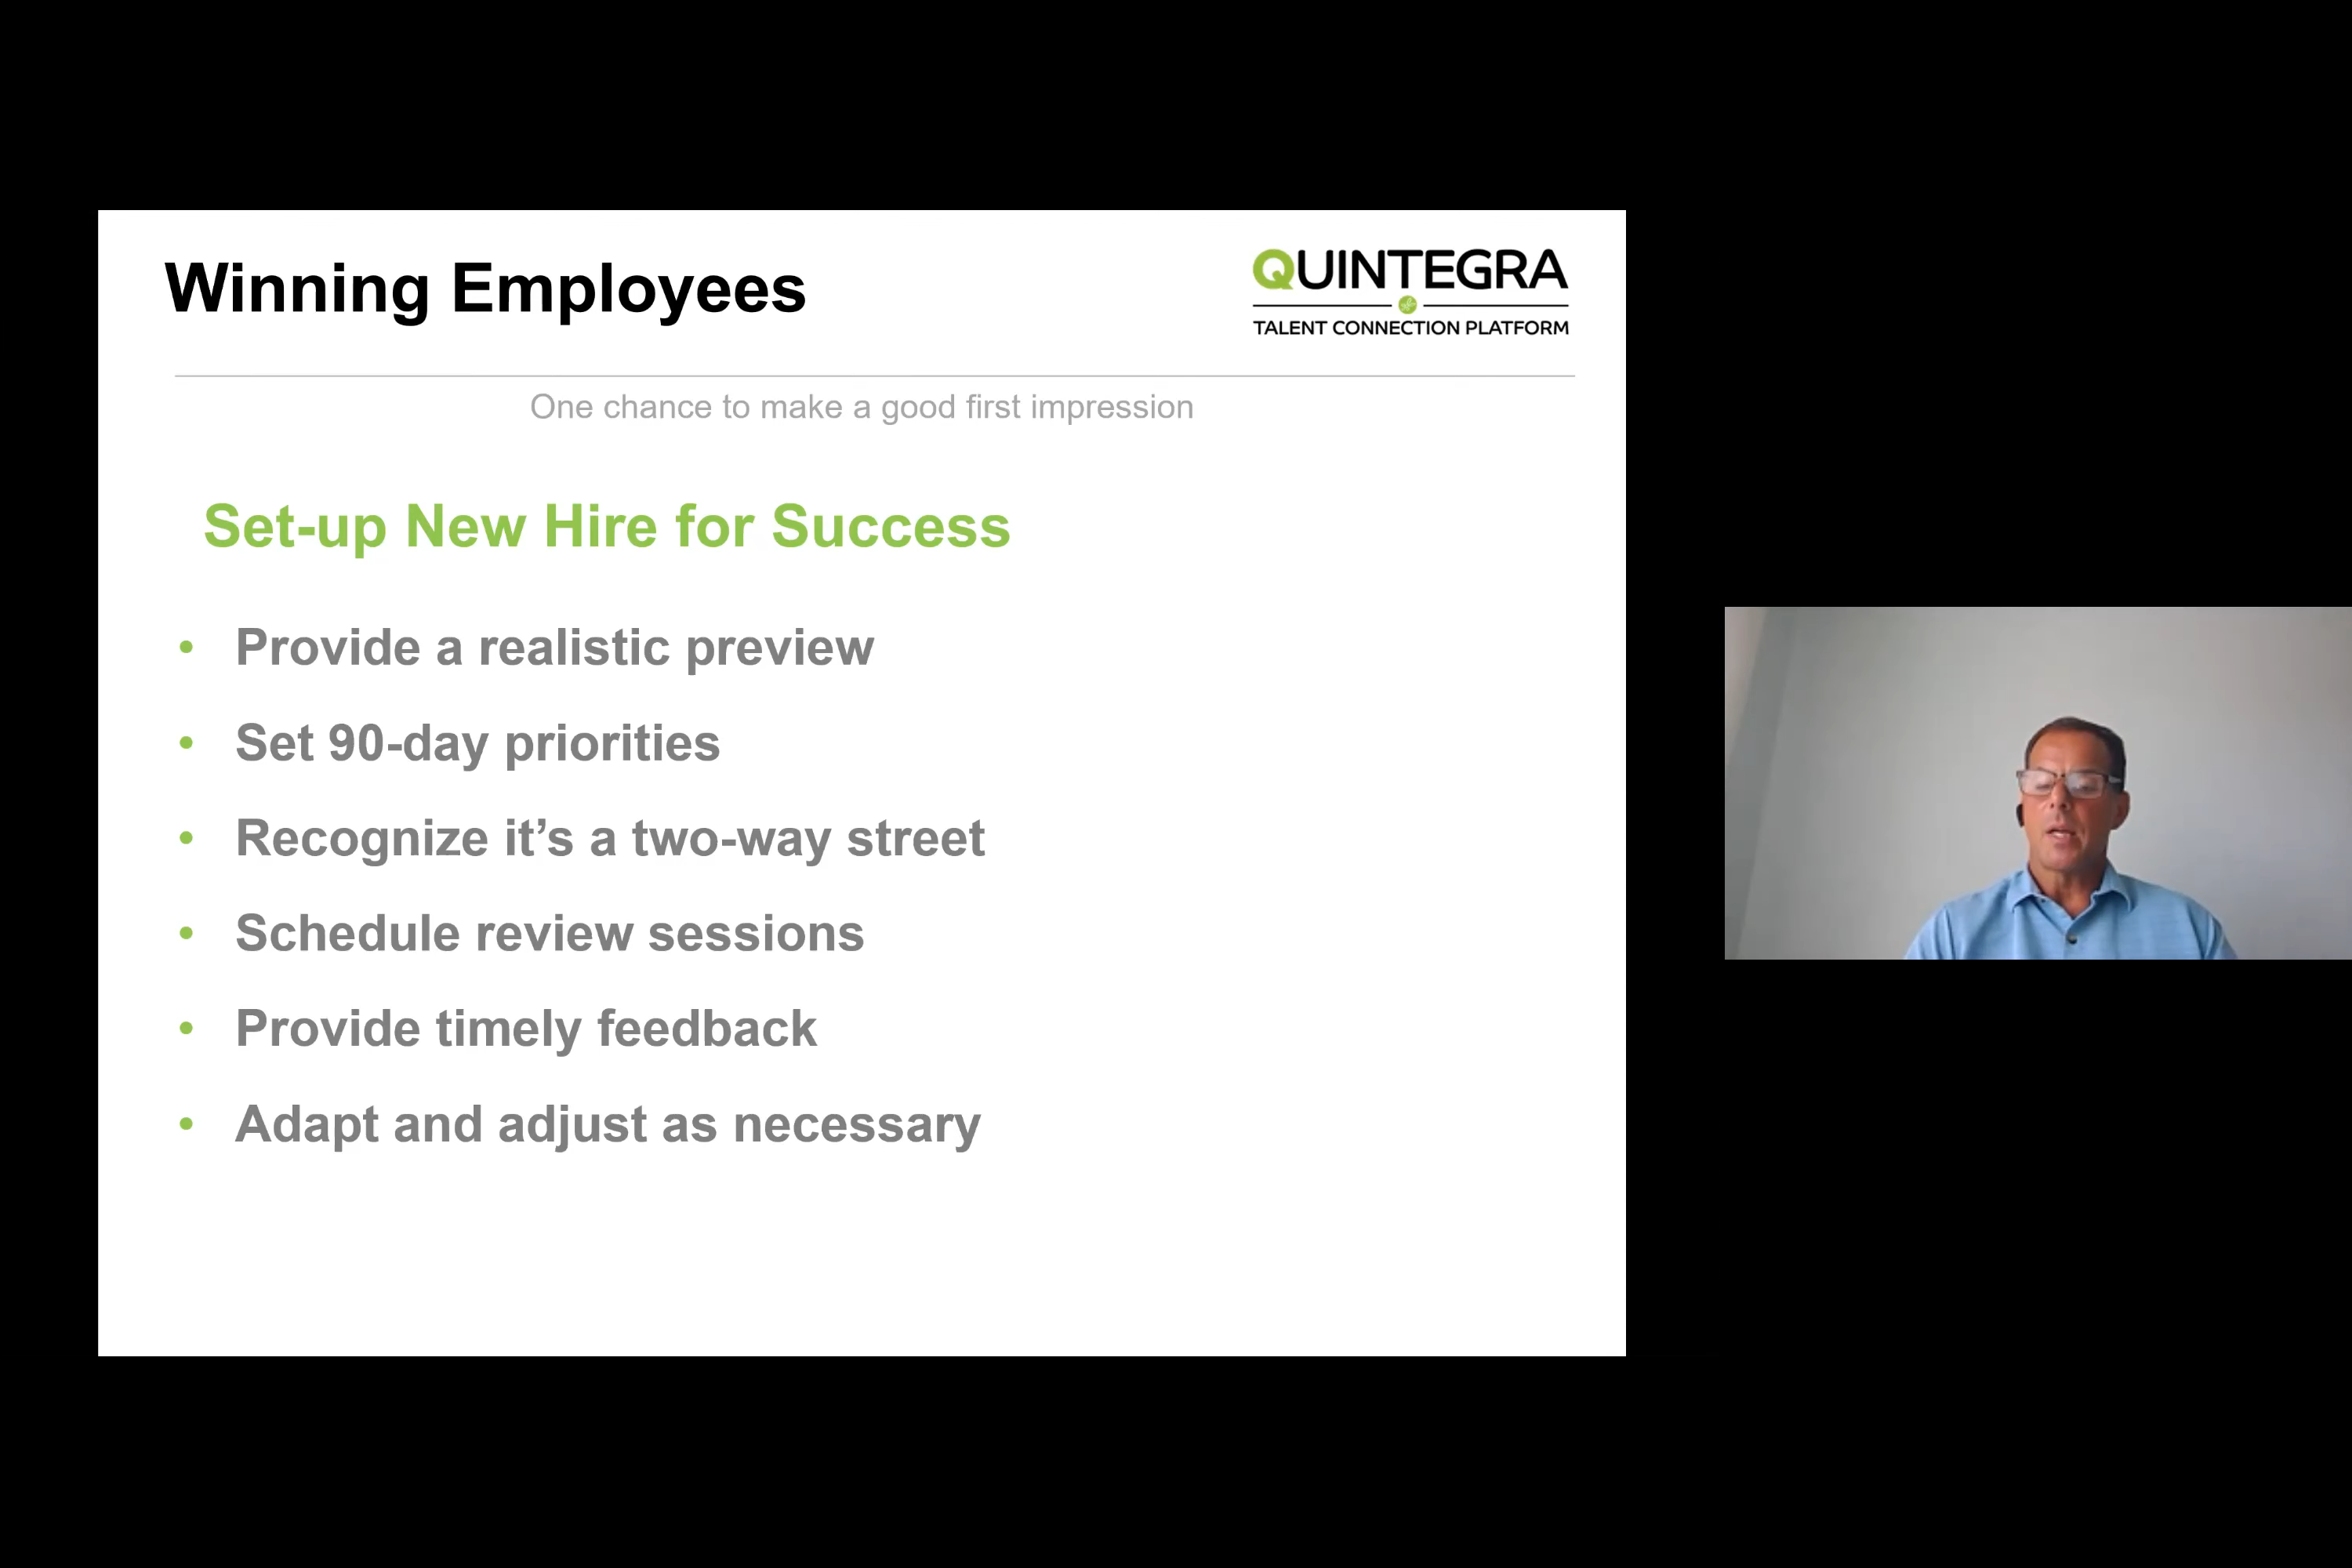 Winning Employees
QUINTEGRA
TALENT CONNECTION PLATFORM
One chance to make a good first impression
Set-up New Hire for Success
• Provide a realistic preview
• Set 90-day priorities
• Recognize it’s a two-way street
• Schedule review sessions
• Provide timely feedback
• Adapt and adjust as necessary